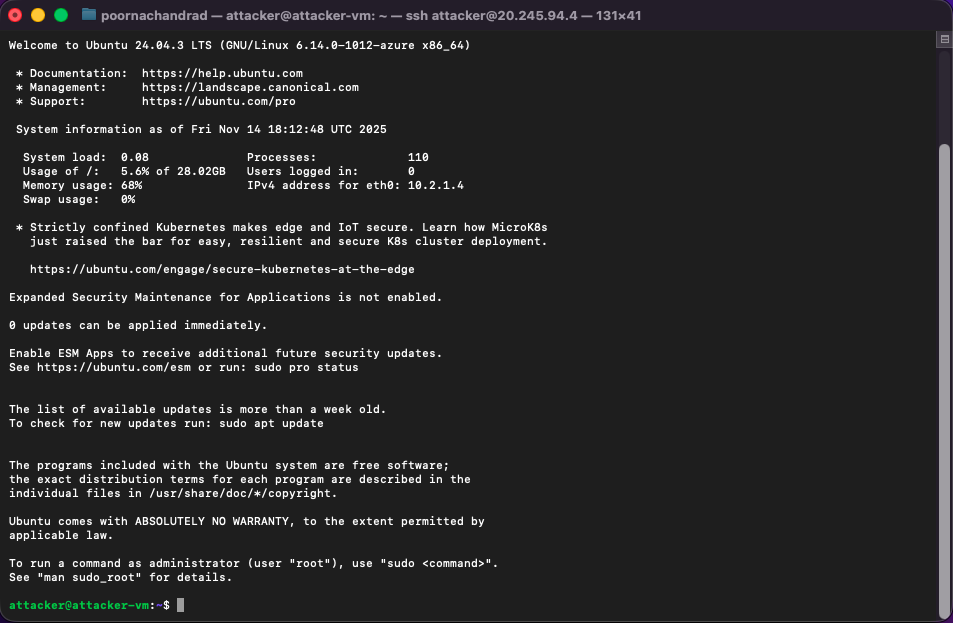 poornachandrad — attacker@attacker-vm: ~ — ssh attacker@20.245.94.4 — 131×41
Welcome to Ubuntu 24.04.3 LTS (GNU/Linux 6.14.0-1012-azure x86_64)
* Documentation:  https://help.ubuntu.com
* Management:     https://landscape.canonical.com
* Support:        https://ubuntu.com/pro
System information as of Fri Nov 14 18:12:48 UTC 2025
System load:  0.08              Processes:             110
Usage of /:   5.6% of 28.02GB   Users logged in:       0
Memory usage: 68%               IPv4 address for eth0: 10.2.1.4
Swap usage:   0%
* Strictly confined Kubernetes makes edge and IoT secure. Learn how MicroK8s
just raised the bar for easy, resilient and secure K8s cluster deployment.
https://ubuntu.com/engage/secure-kubernetes-at-the-edge
Expanded Security Maintenance for Applications is not enabled.
0 updates can be applied immediately.
Enable ESM Apps to receive additional future security updates.
See https://ubuntu.com/esm or run: sudo pro status
The list of available updates is more than a week old.
To check for new updates run: sudo apt update
The programs included with the Ubuntu system are free software;
the exact distribution terms for each program are described in the
individual files in /usr/share/doc/*/copyright.
Ubuntu comes with ABSOLUTELY NO WARRANTY, to the extent permitted by
applicable law.
To run a command as administrator (user "root"), use "sudo <command>".
See "man sudo_root" for details.
attacker@attacker-vm:~$